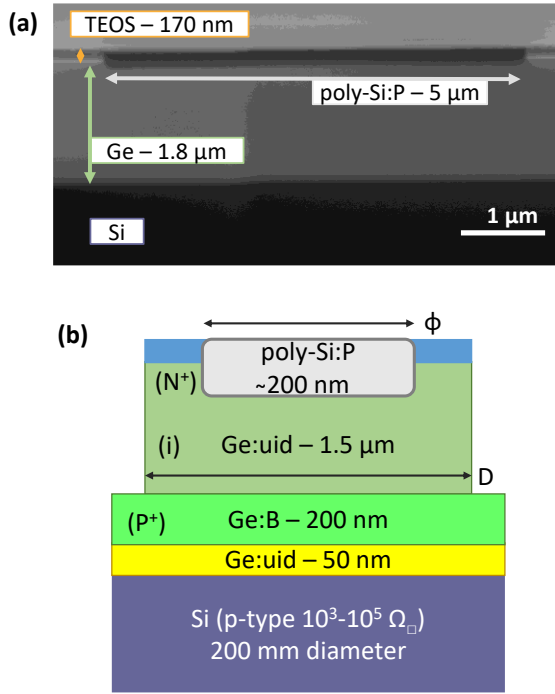 (a)
TEOS – 170 nm
poly-Si:P – 5 µm
Ge – 1.8 µm
Si
1 µm
(b)
ϕ
poly-Si:P
~200 nm
(N⁺)
(i)
Ge:uid – 1.5 µm
D
(P⁺)
Ge:B – 200 nm
Ge:uid – 50 nm
Si (p-type 10³-10⁵ Ω□)
200 mm diameter